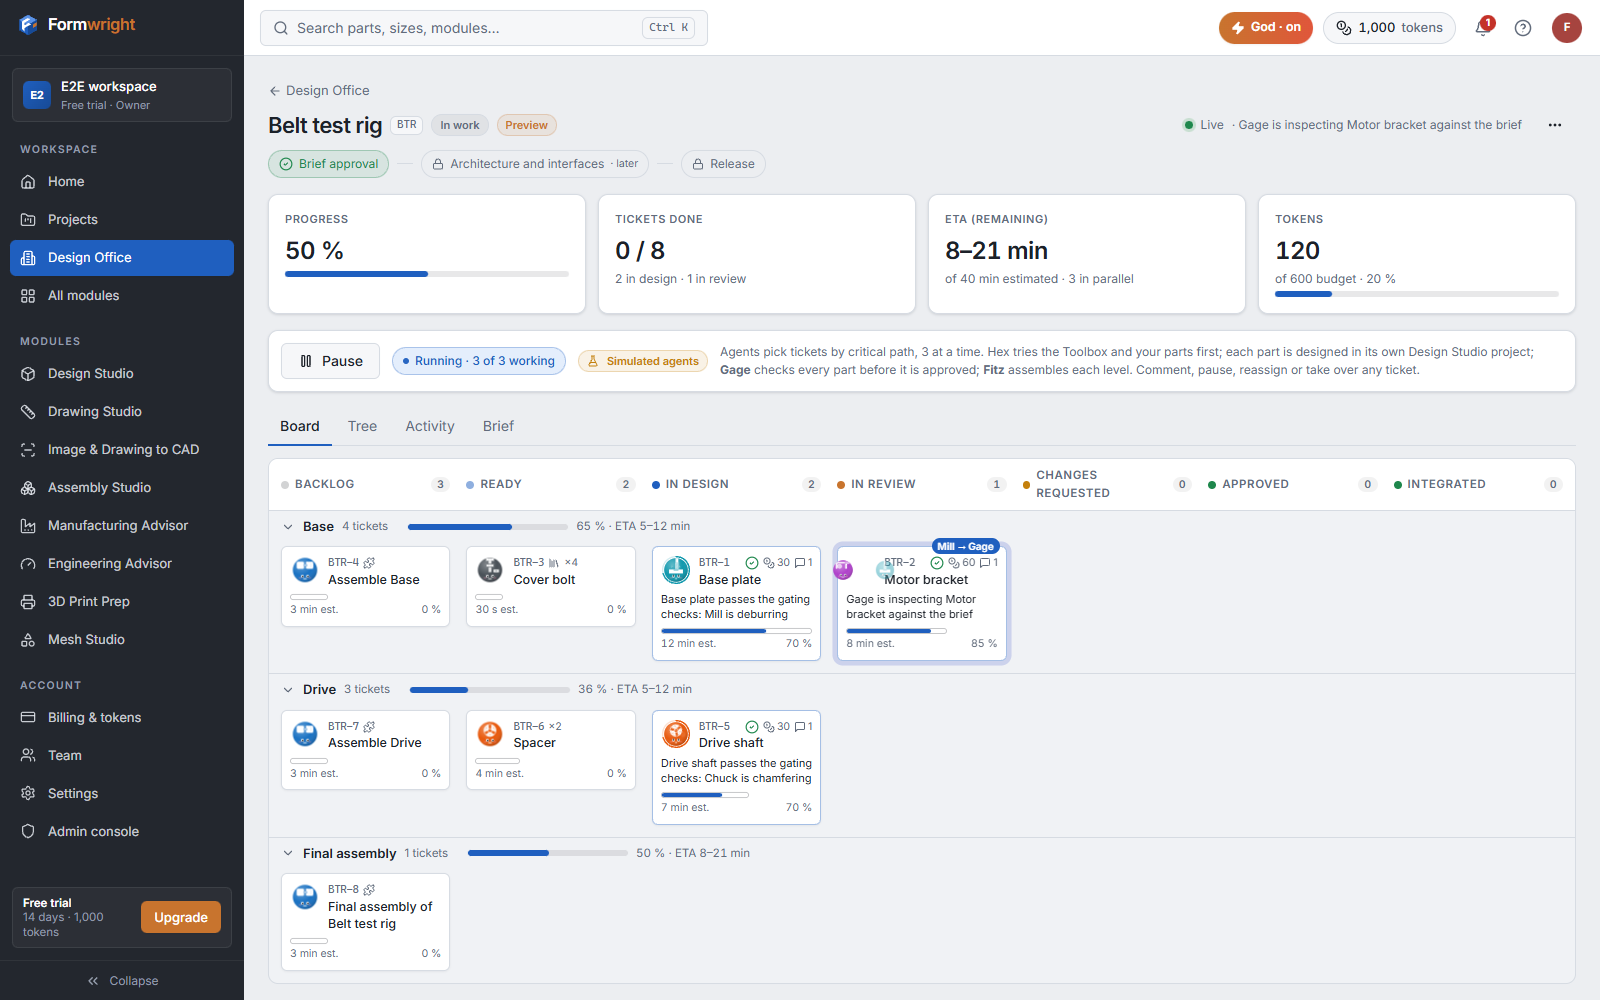 Formwright
Search parts, sizes, modules...
Ctrl K
God · on
1,000 tokens
1
F
E2
E2E workspace
Free trial · Owner
WORKSPACE
Home
Projects
Design Office
All modules
MODULES
Design Studio
Drawing Studio
Image & Drawing to CAD
Assembly Studio
Manufacturing Advisor
Engineering Advisor
3D Print Prep
Mesh Studio
ACCOUNT
Billing & tokens
Team
Settings
Admin console
Free trial
14 days · 1,000
tokens
Upgrade
Collapse
Design Office
Belt test rig
BTR
In work
Preview
Live · Gage is inspecting Motor bracket against the brief
Brief approval
Architecture and interfaces · later
Release
PROGRESS
50 %
TICKETS DONE
0 / 8
2 in design · 1 in review
ETA (REMAINING)
8–21 min
of 40 min estimated · 3 in parallel
TOKENS
120
of 600 budget · 20 %
Pause
Running · 3 of 3 working
Simulated agents
Agents pick tickets by critical path, 3 at a time. Hex tries the Toolbox and your parts first; each part is designed in its own Design Studio project;
Gage checks every part before it is approved; Fitz assembles each level. Comment, pause, reassign or take over any ticket.
Board
Tree
Activity
Brief
BACKLOG 3
READY 2
IN DESIGN 2
IN REVIEW 1
CHANGES
REQUESTED 0
APPROVED 0
INTEGRATED 0
Base 4 tickets 65 % · ETA 5–12 min
BTR–4
Assemble Base
3 min est. 0 %
BTR–3 ×4
Cover bolt
30 s est. 0 %
BTR–1 30 1
Base plate
Base plate passes the gating
checks: Mill is deburring
12 min est. 70 %
Mill → Gage
BTR–2 60 1
Motor bracket
Gage is inspecting Motor
bracket against the brief
8 min est. 85 %
Drive 3 tickets 36 % · ETA 5–12 min
BTR–7
Assemble Drive
3 min est. 0 %
BTR–6 ×2
Spacer
4 min est. 0 %
BTR–5 30 1
Drive shaft
Drive shaft passes the gating
checks: Chuck is chamfering
7 min est. 70 %
Final assembly 1 tickets 50 % · ETA 8–21 min
BTR–8
Final assembly of
Belt test rig
3 min est. 0 %